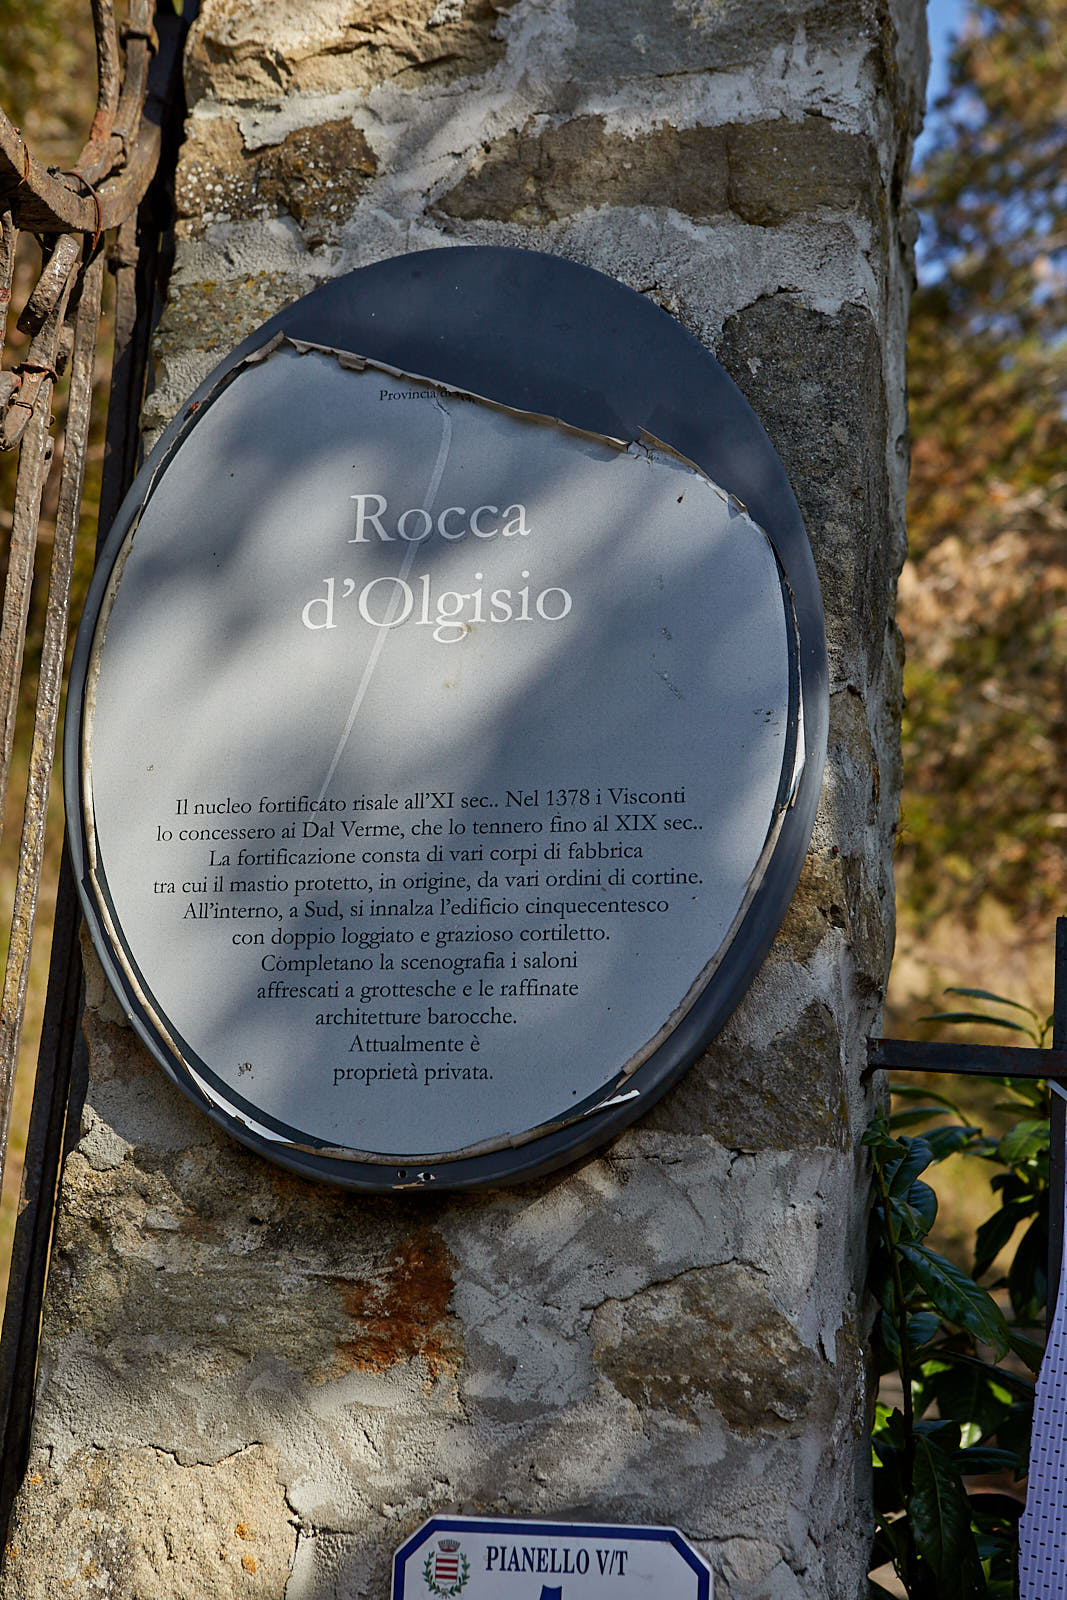 Provincia di
Rocca
d'Olgisio
Il nucleo fortificato risale all'XI sec.. Nel 1378 i Visconti
lo concessero ai Dal Verme, che lo tennero fino al XIX sec..
La fortificazione consta di vari corpi di fabbrica
tra cui il mastio protetto, in origine, da vari ordini di cortine.
All'interno, a Sud, si innalza l'edificio cinquecentesco
con doppio loggiato e grazioso cortiletto.
Completano la scenografia i saloni
affrescati a grottesche e le raffinate
architetture barocche.
Attualmente è
proprietà privata.
PIANELLO V/T